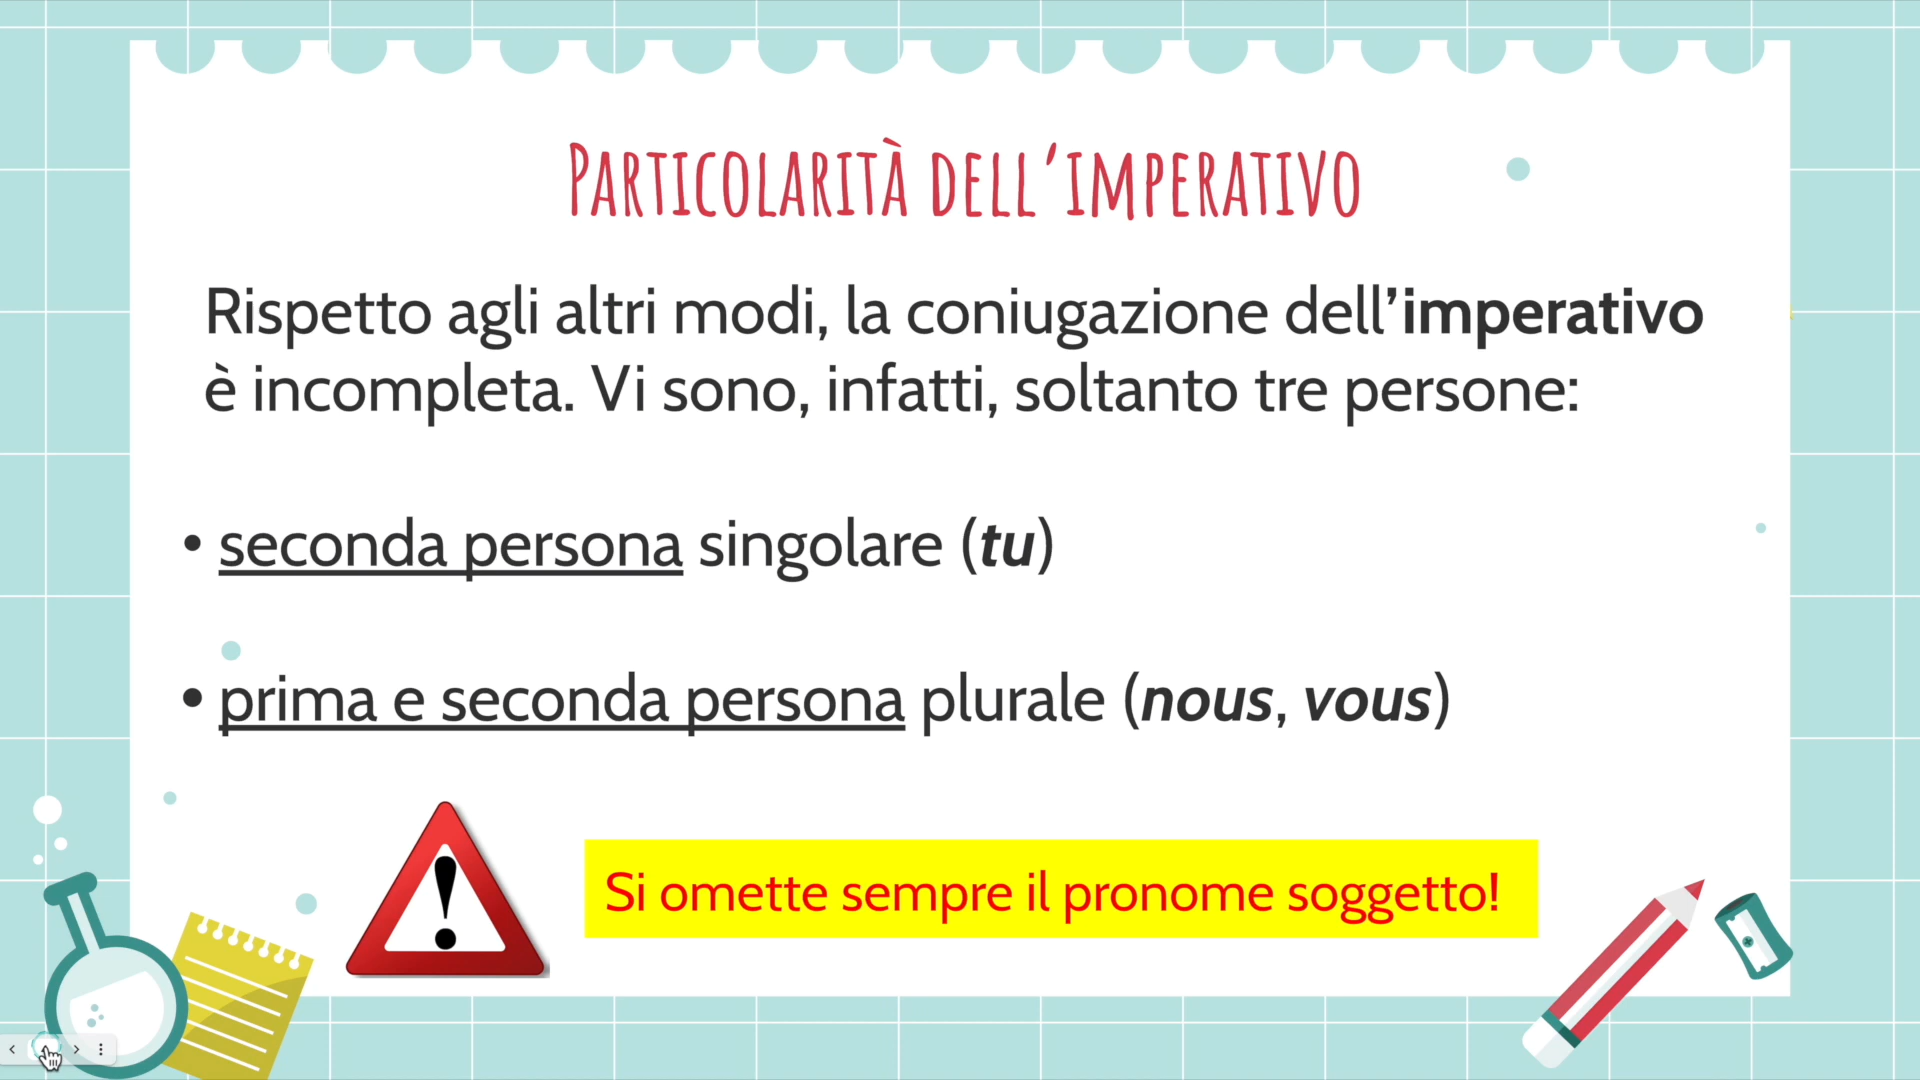 Particolarità dell'imperativo
Rispetto agli altri modi, la coniugazione dell'imperativo
è incompleta. Vi sono, infatti, soltanto tre persone:
• seconda persona singolare (tu)
• prima e seconda persona plurale (nous, vous)
Si omette sempre il pronome soggetto!